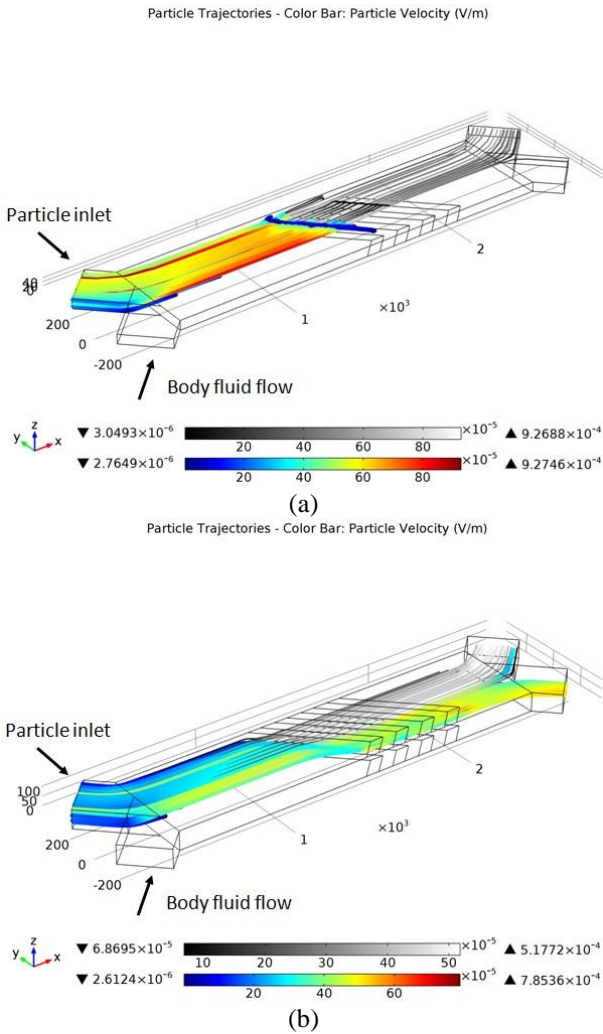 Particle Trajectories - Color Bar: Particle Velocity (V/m)
Particle inlet
40
20
0
200
0
-200
1
2
×10³
Body fluid flow
y z x
▼ 3.0493×10⁻⁶ ×10⁻⁵ ▲ 9.2688×10⁻⁴
20 40 60 80
▼ 2.7649×10⁻⁶ ×10⁻⁵ ▲ 9.2746×10⁻⁴
20 40 60 80
(a)
Particle Trajectories - Color Bar: Particle Velocity (V/m)
Particle inlet
100
50
0
200
0
-200
1
2
×10³
Body fluid flow
y z x
▼ 6.8695×10⁻⁵ ×10⁻⁵ ▲ 5.1772×10⁻⁴
10 20 30 40 50
▼ 2.6124×10⁻⁶ ×10⁻⁵ ▲ 7.8536×10⁻⁴
20 40 60
(b)